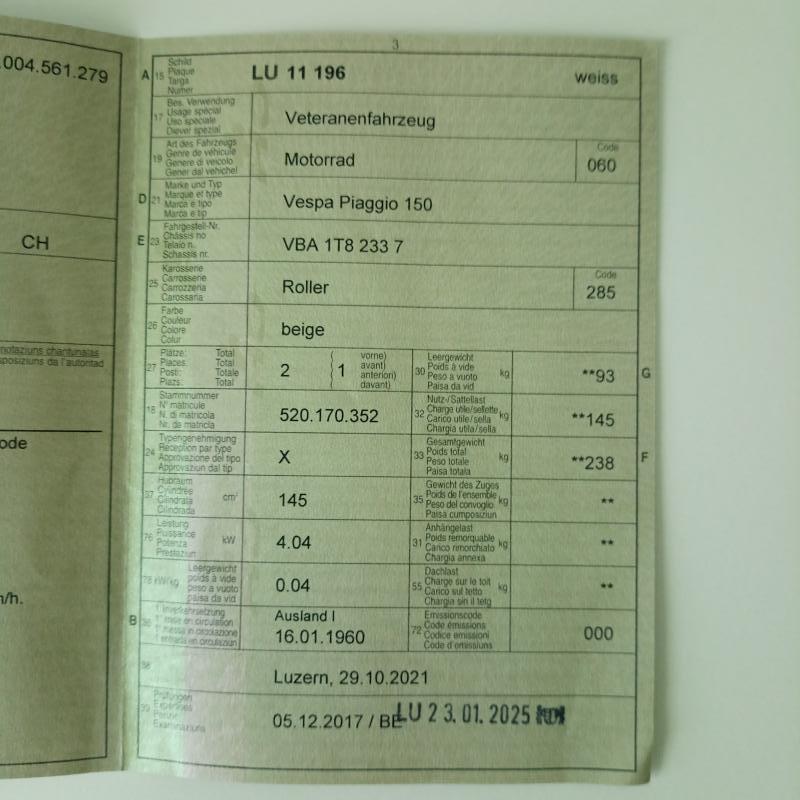 3
.004.561.279
CH
notaziuns chantunalas
sposiziuns da l'autoritad
ode
n/h.
A 15 Schild
Plaque
Targa
Numer
LU 11 196 weiss
17 Bes. Verwendung
Usage spécial
Uso speciale
Diever spezial
Veteranenfahrzeug
19 Art des Fahrzeugs
Genre de véhicule
Genere di veicolo
Gener dal vehichel
Motorrad
Code
060
D 21 Marke und Typ
Marque et type
Marca e tipo
Marca e tip
Vespa Piaggio 150
E 23 Fahrgestell-Nr.
Châssis no
Telaio n.
Schassis nr.
VBA 1T8 233 7
25 Karosserie
Carrosserie
Carrozzeria
Carossaria
Roller
Code
285
26 Farbe
Couleur
Colore
Colur
beige
27 Plätze: Total
Places: Total
Posti: Totale
Plazs: Total
2 ( 1 vorne)
avant)
anteriori)
davant)
30 Leergewicht
Poids à vide
Peso a vuoto
Paisa da vid
kg
**93 G
18 Stammnummer
N° matricule
N. di matricola
Nr. da matricla
520.170.352
32 Nutz-/Sattellast
Charge utile/sellette
Carico utile/sella
Chargia utila/sella
kg
**145
24 Typengenehmigung
Réception par type
Approvazione del tipo
Approvaziun dal tip
X
33 Gesamtgewicht
Poids total
Peso totale
Paisa totala
kg
**238 F
37 Hubraum
Cylindrée
Cilindrata
Cilindrada
cm³
145
35 Gewicht des Zuges
Poids de l'ensemble
Peso del convoglio
Paisa cumposiziun
kg
**
76 Leistung
Puissance
Potenza
Prestaziun
kW
4.04
31 Anhängelast
Poids remorquable
Carico rimorchiato
Chargia annexa
kg
**
78 kW/kg Leergewicht
poids à vide
peso a vuoto
paisa da vid
0.04
55 Dachlast
Charge sur le toit
Carico sul tetto
Chargia sin il tetg
kg
**
B 36 1. Inverkehrsetzung
1ère mise en circulation
1a messa in circolazione
1. entrada en circulaziun
Ausland I
16.01.1960
72 Emissionscode
Code émissions
Codice emissioni
Code d'emissiuns
000
38
Luzern, 29.10.2021
39 Prüfungen
Expertises
Perizie
Examinaziuns
05.12.2017 / BE LU 23.01.2025